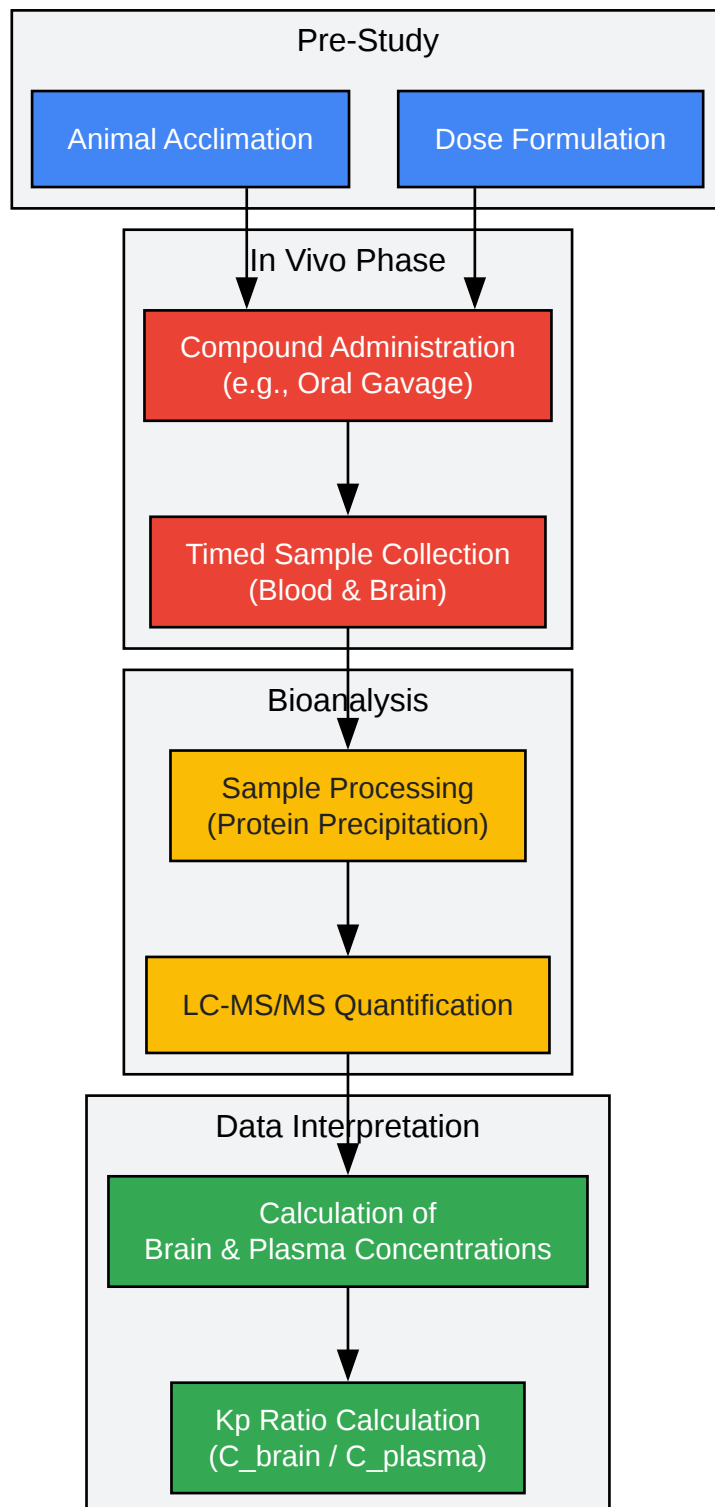 Pre-Study
Animal Acclimation
Dose Formulation
In Vivo Phase
Compound Administration
(e.g., Oral Gavage)
Timed Sample Collection
(Blood & Brain)
Bioanalysis
Sample Processing
(Protein Precipitation)
LC-MS/MS Quantification
Data Interpretation
Calculation of
Brain & Plasma Concentrations
Kp Ratio Calculation
(C_brain / C_plasma)